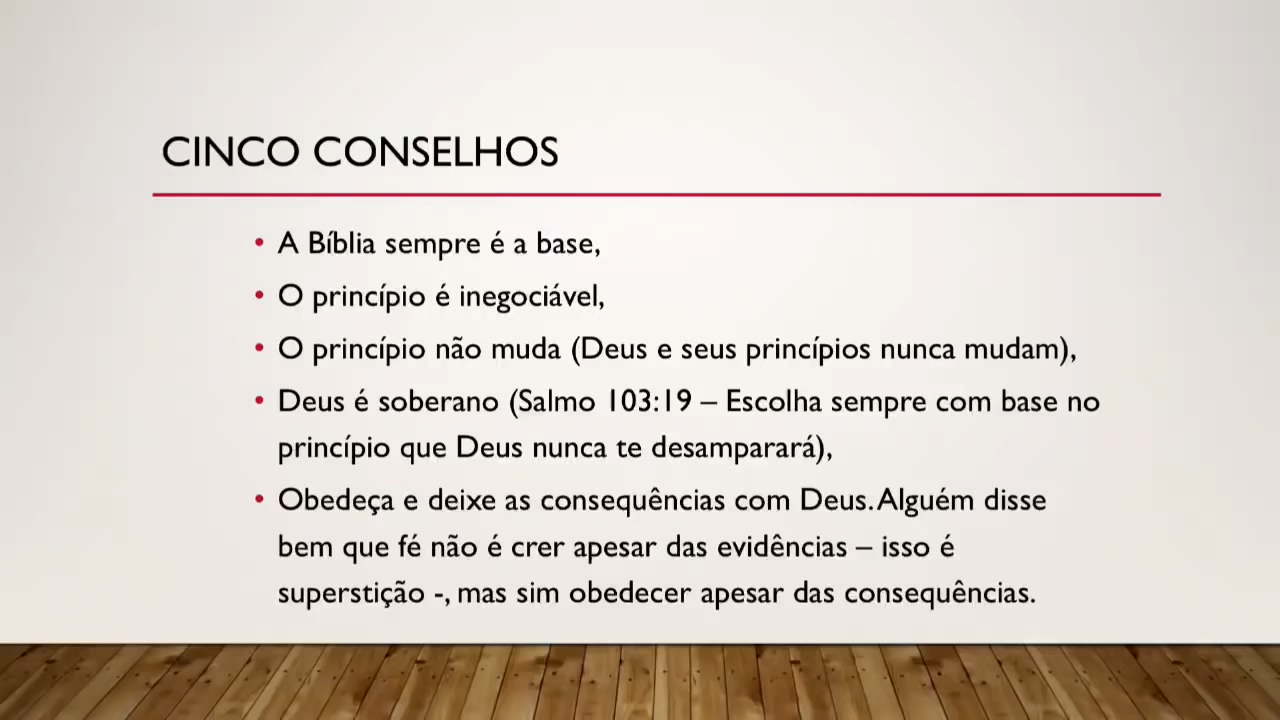 CINCO CONSELHOS
• A Bíblia sempre é a base,
• O princípio é inegociável,
• O princípio não muda (Deus e seus princípios nunca mudam),
• Deus é soberano (Salmo 103:19 – Escolha sempre com base no
princípio que Deus nunca te desamparará),
• Obedeça e deixe as consequências com Deus. Alguém disse
bem que fé não é crer apesar das evidências – isso é
superstição -, mas sim obedecer apesar das consequências.